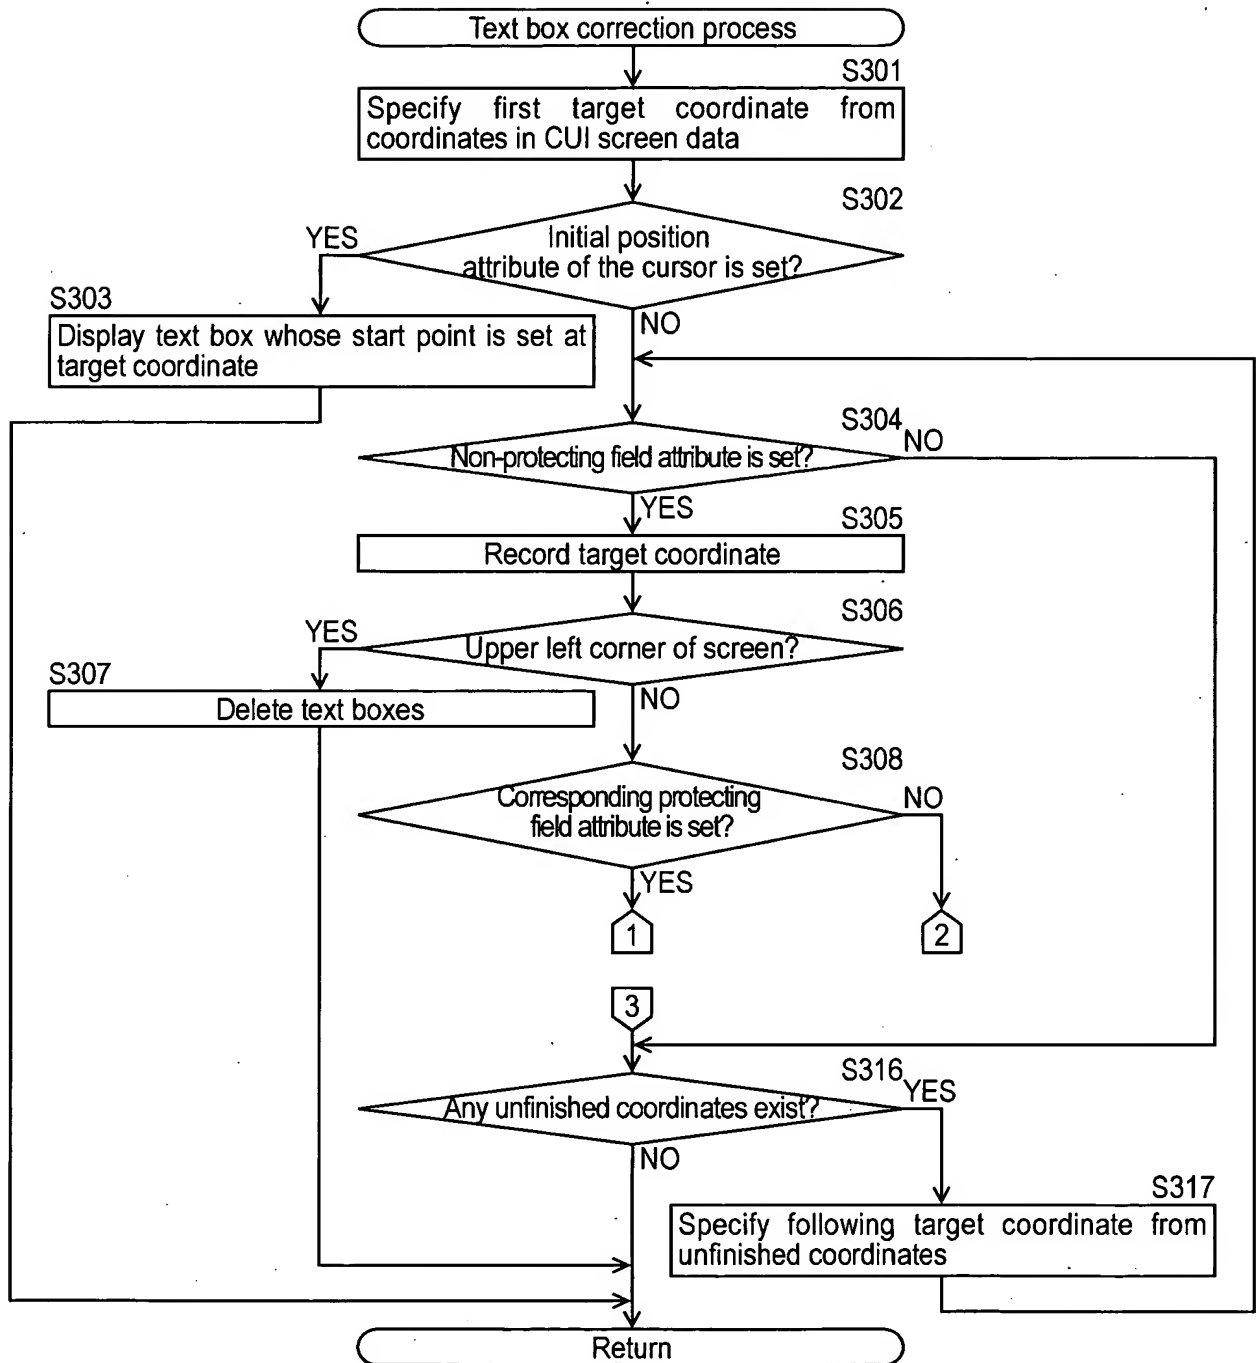 Text box correction process
S301
Specify first target coordinate from
coordinates in CUI screen data
S302
Initial position
attribute of the cursor is set?
YES
NO
S303
Display text box whose start point is set at
target coordinate
S304
Non-protecting field attribute is set?
NO
YES
S305
Record target coordinate
S306
Upper left corner of screen?
YES
NO
S307
Delete text boxes
S308
Corresponding protecting
field attribute is set?
NO
YES
1
2
3
S316
Any unfinished coordinates exist?
YES
NO
S317
Specify following target coordinate from
unfinished coordinates
Return